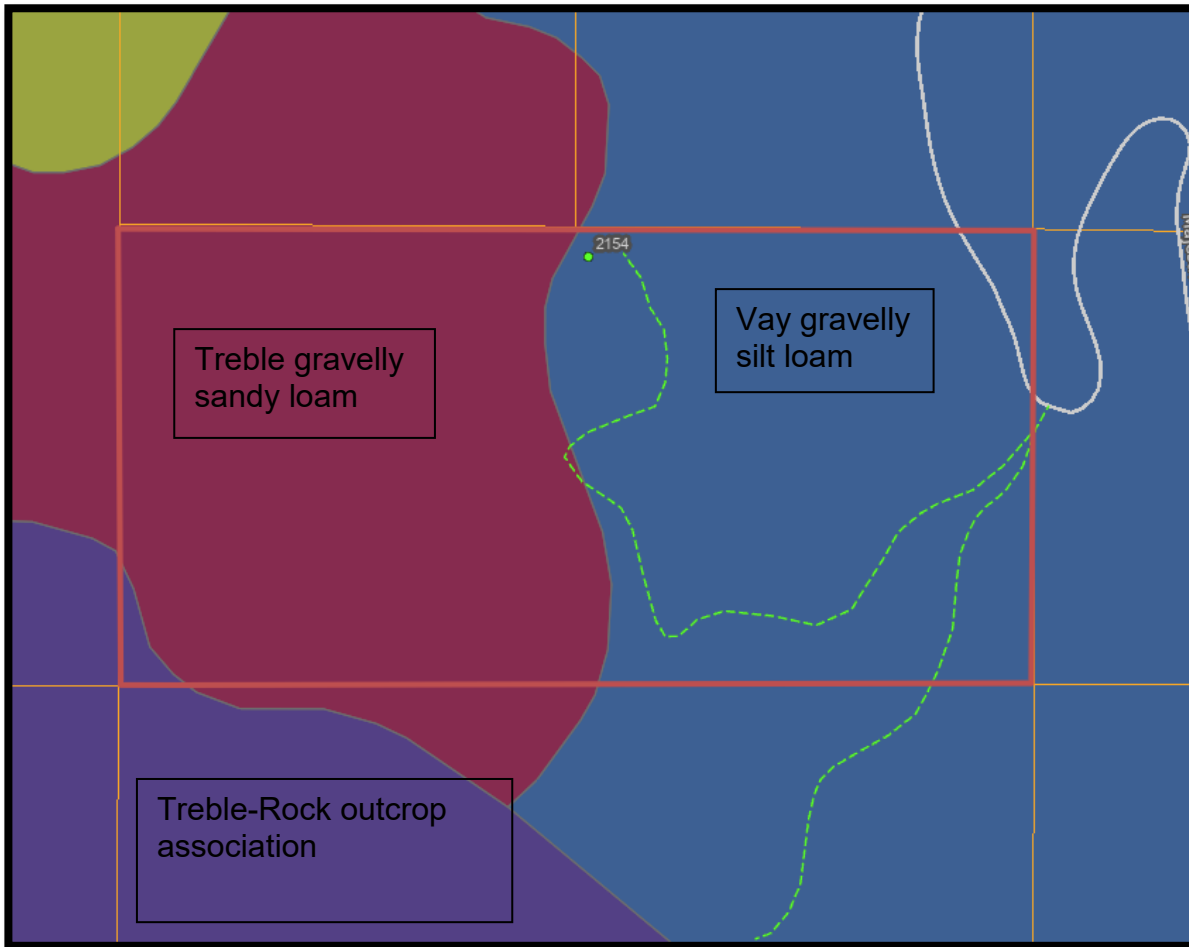 2154
Vay gravelly
silt loam
Treble gravelly
sandy loam
Treble-Rock outcrop
association